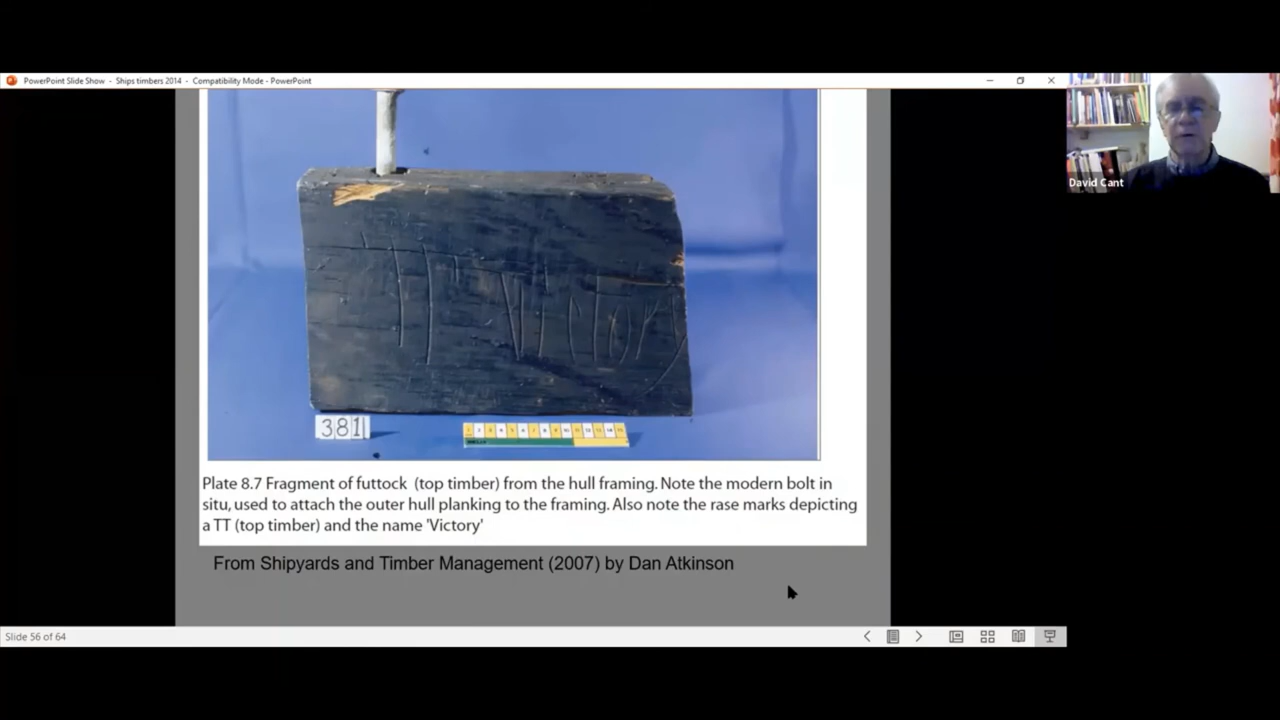 PowerPoint Slide Show - Ships timbers 2014 - Compatibility Mode - PowerPoint
David Cant
TT Victory
381
Plate 8.7 Fragment of futtock (top timber) from the hull framing. Note the modern bolt in
situ, used to attach the outer hull planking to the framing. Also note the rase marks depicting
a TT (top timber) and the name 'Victory'
From Shipyards and Timber Management (2007) by Dan Atkinson
Slide 56 of 64